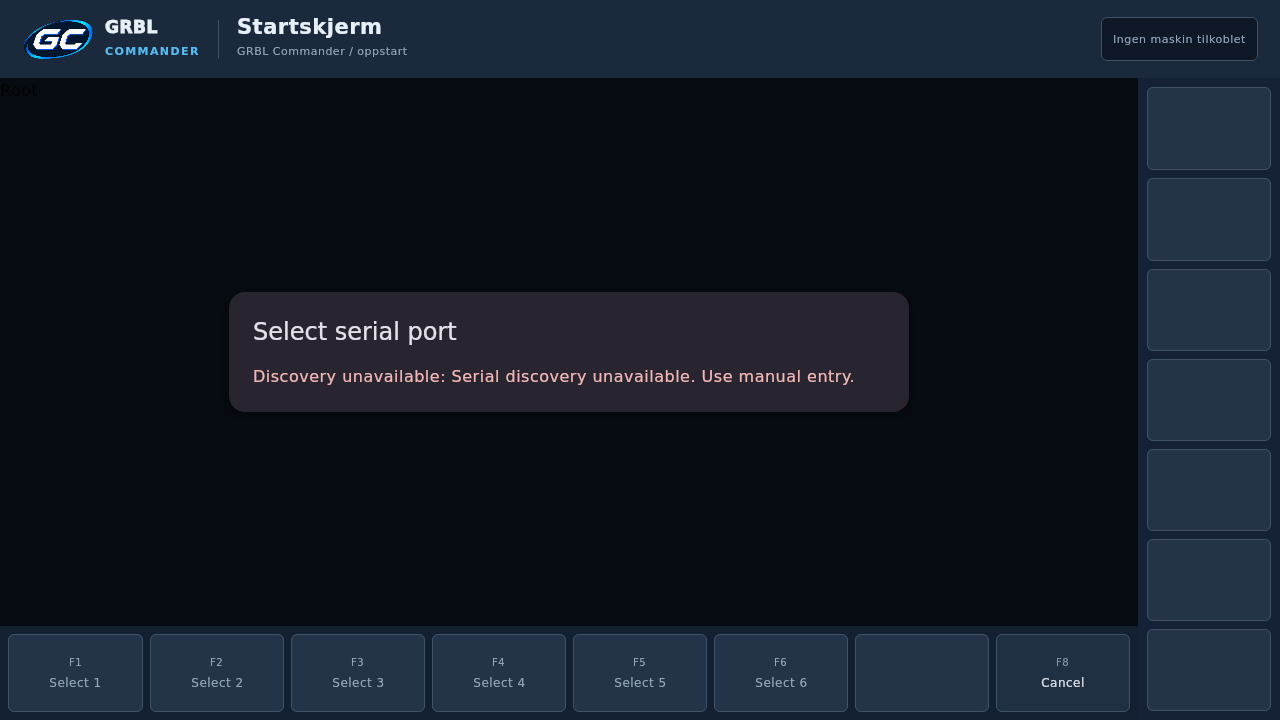 GC
GRBL
COMMANDER
Startskjerm
GRBL Commander / oppstart
Ingen maskin tilkoblet
Root
Select serial port
Discovery unavailable: Serial discovery unavailable. Use manual entry.
F1
Select 1
F2
Select 2
F3
Select 3
F4
Select 4
F5
Select 5
F6
Select 6
F8
Cancel